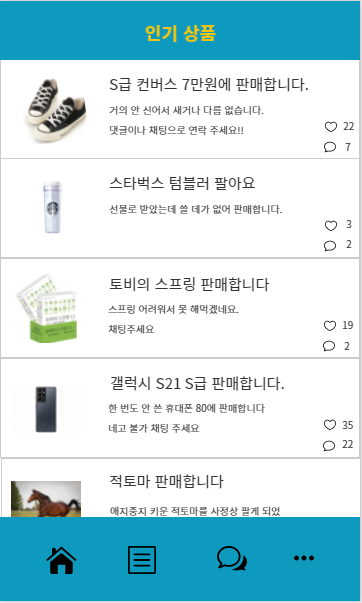 인기 상품
S급 컨버스 7만원에 판매합니다.
거의 안 신어서 새거나 다름 없습니다.
댓글이나 채팅으로 연락 주세요!!
22
7
스타벅스 텀블러 팔아요
선물로 받았는데 쓸 데가 없어 판매합니다.
3
2
토비의 스프링 판매합니다
스프링 어려워서 못 해먹겠네요.
채팅주세요
19
2
갤럭시 S21 S급 판매합니다.
한 번도 안 쓴 휴대폰 80에 판매합니다
네고 불가 채팅 주세요
35
22
적토마 판매합니다
애지중지 키운 적토마를 사정상 팔게 되었